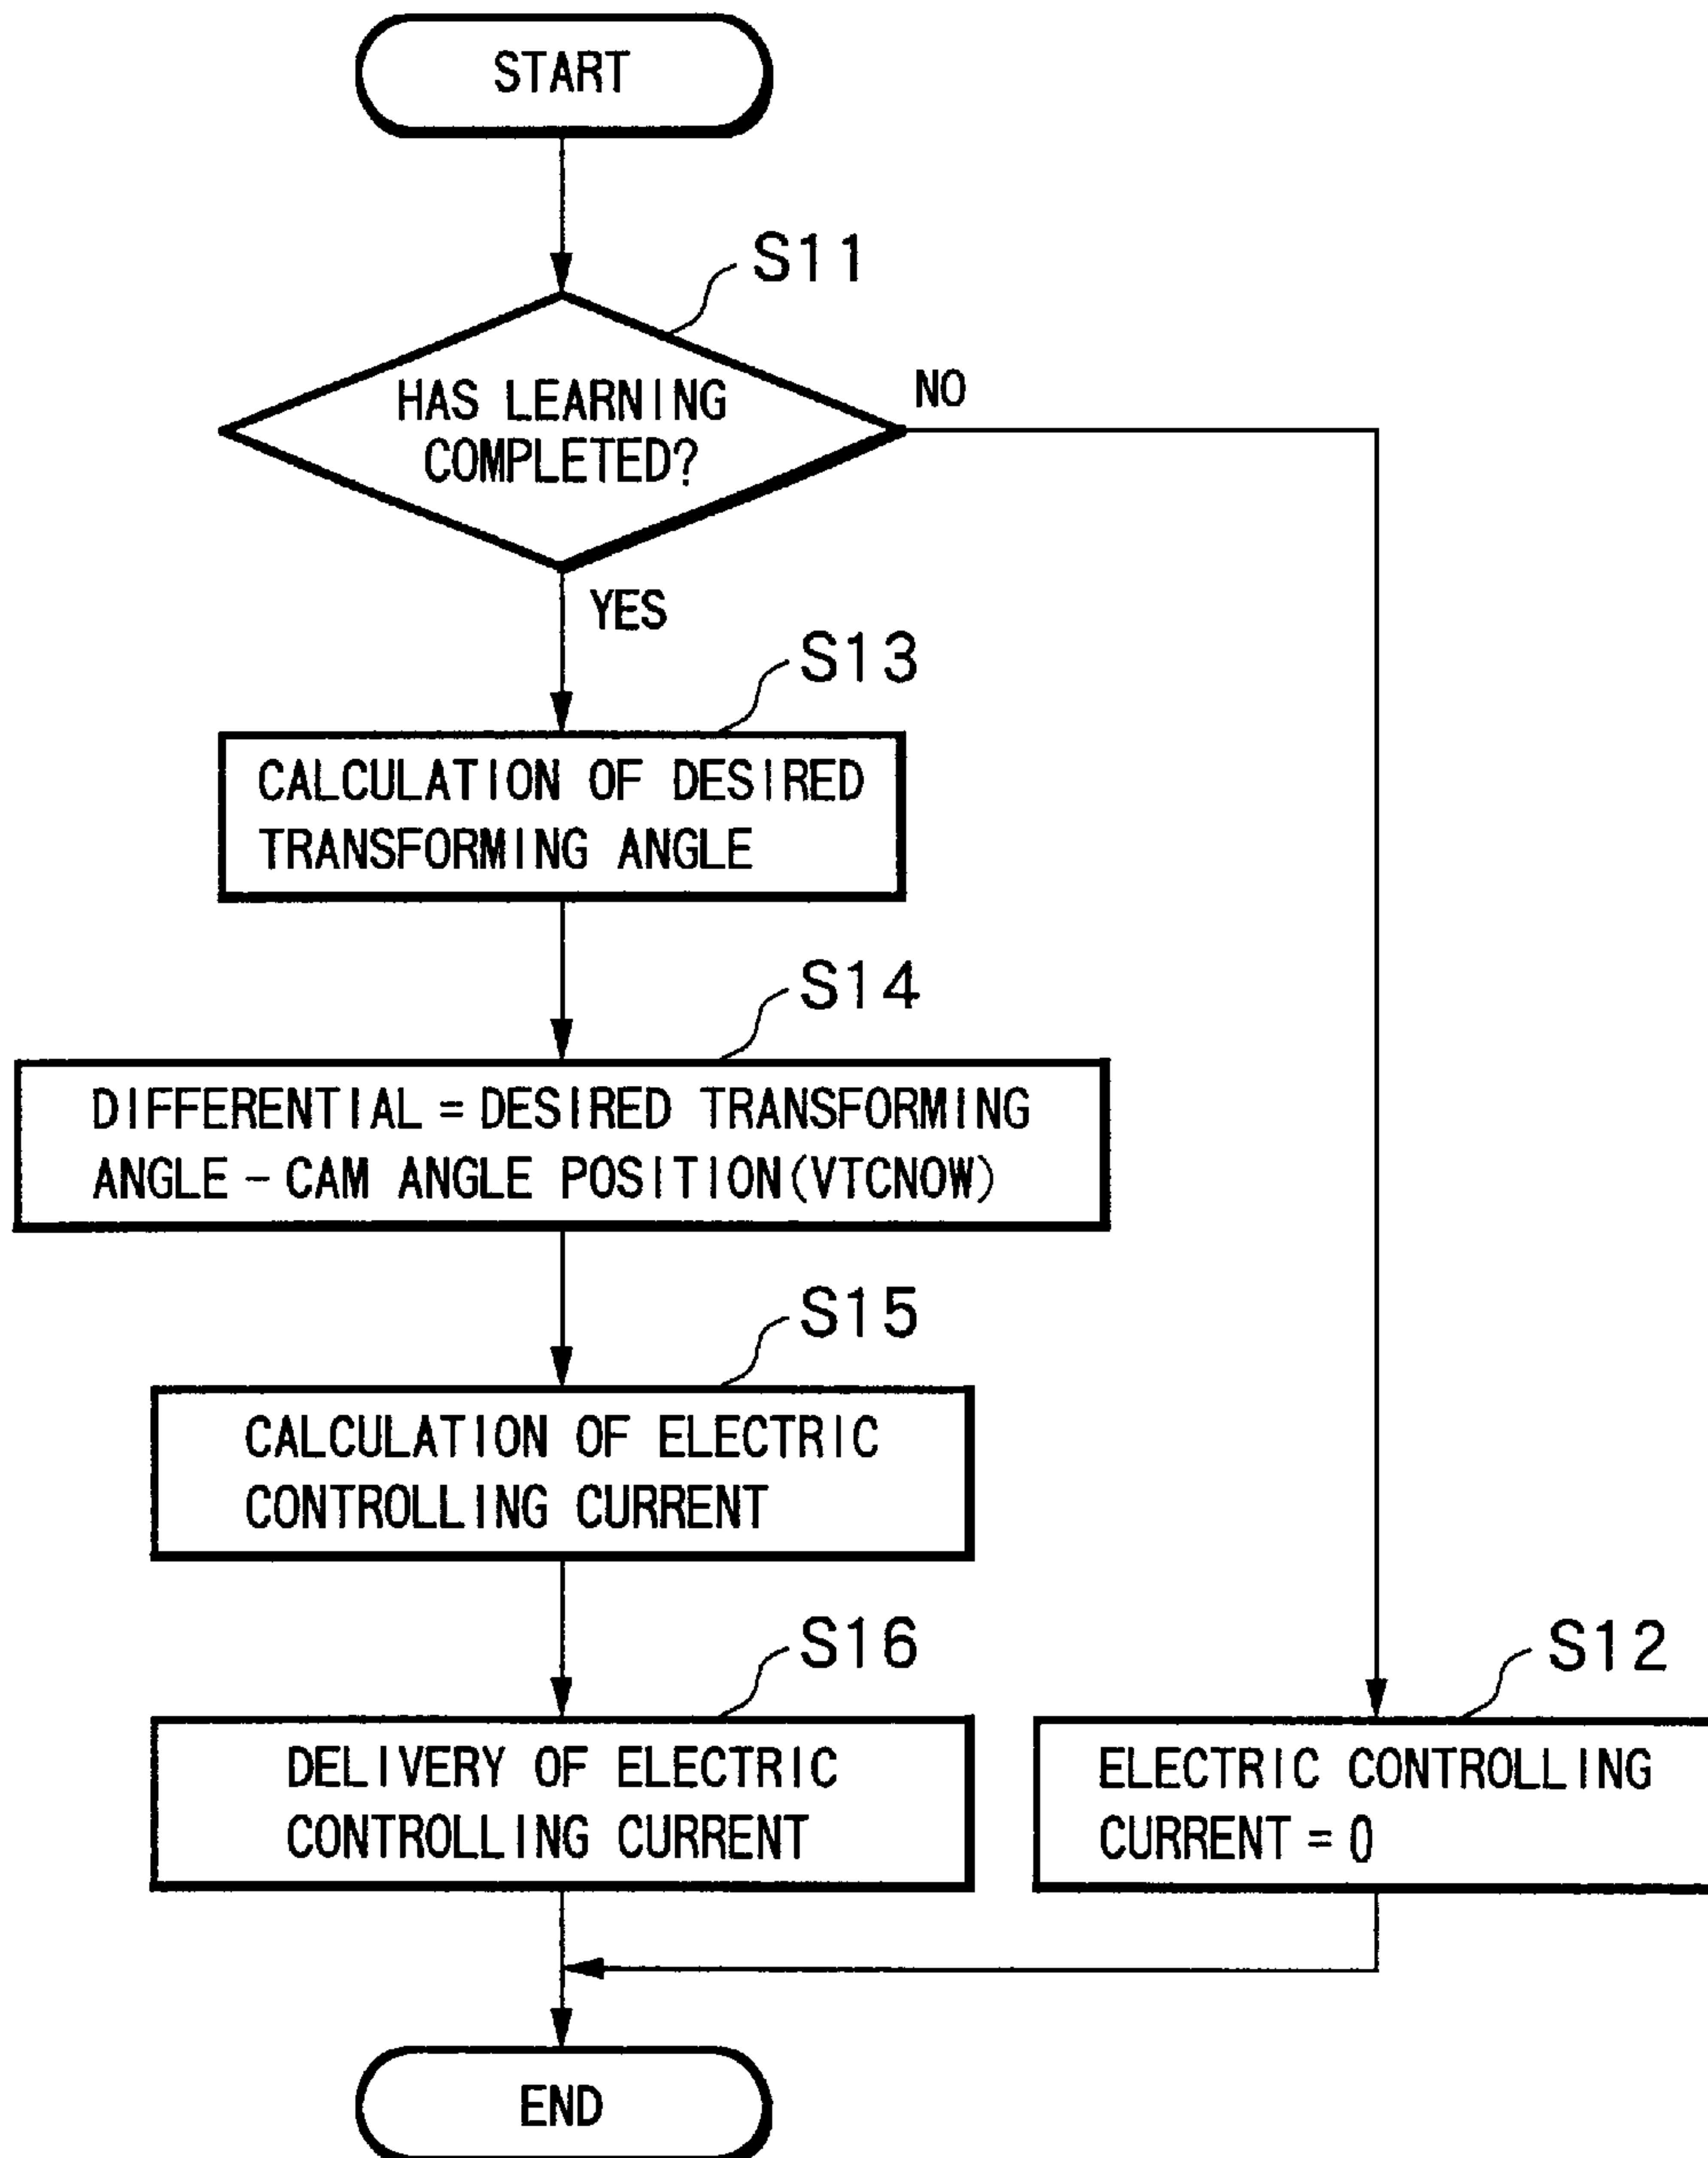 START
S11
HAS LEARNING
COMPLETED?
NO
YES
S13
CALCULATION OF DESIRED
TRANSFORMING ANGLE
S14
DIFFERENTIAL = DESIRED TRANSFORMING
ANGLE - CAM ANGLE POSITION (VTCNOW)
S15
CALCULATION OF ELECTRIC
CONTROLLING CURRENT
S16
DELIVERY OF ELECTRIC
CONTROLLING CURRENT
S12
ELECTRIC CONTROLLING
CURRENT = 0
END